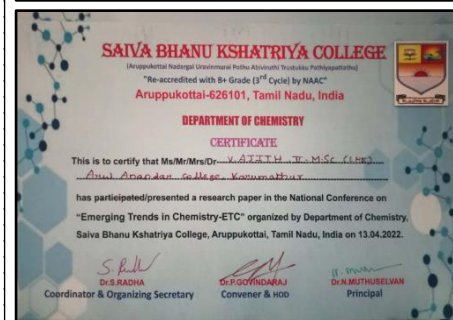 SAIVA BHANU KSHATRIYA COLLEGE
(Aruppukottai Nadargal Uravinmurai Pothu Abiviruthi Trustukku Pathiyapattathu)
"Re-accredited with B+ Grade (3rd Cycle) by NAAC"
Aruppukottai-626101, Tamil Nadu, India
DEPARTMENT OF CHEMISTRY
CERTIFICATE
This is to certify that Ms/Mr/Mrs/Dr V. AJITH II - M.Sc (CHE)
Arul Anandar College, Karumathur
has participated/presented a research paper in the National Conference on
"Emerging Trends in Chemistry-ETC" organized by Department of Chemistry,
Saiva Bhanu Kshatriya College, Aruppukottai, Tamil Nadu, India on 13.04.2022.
Dr.S.RADHA
Coordinator & Organizing Secretary
Dr.P.GOVINDARAJ
Convener & HOD
Dr.N.MUTHUSELVAN
Principal